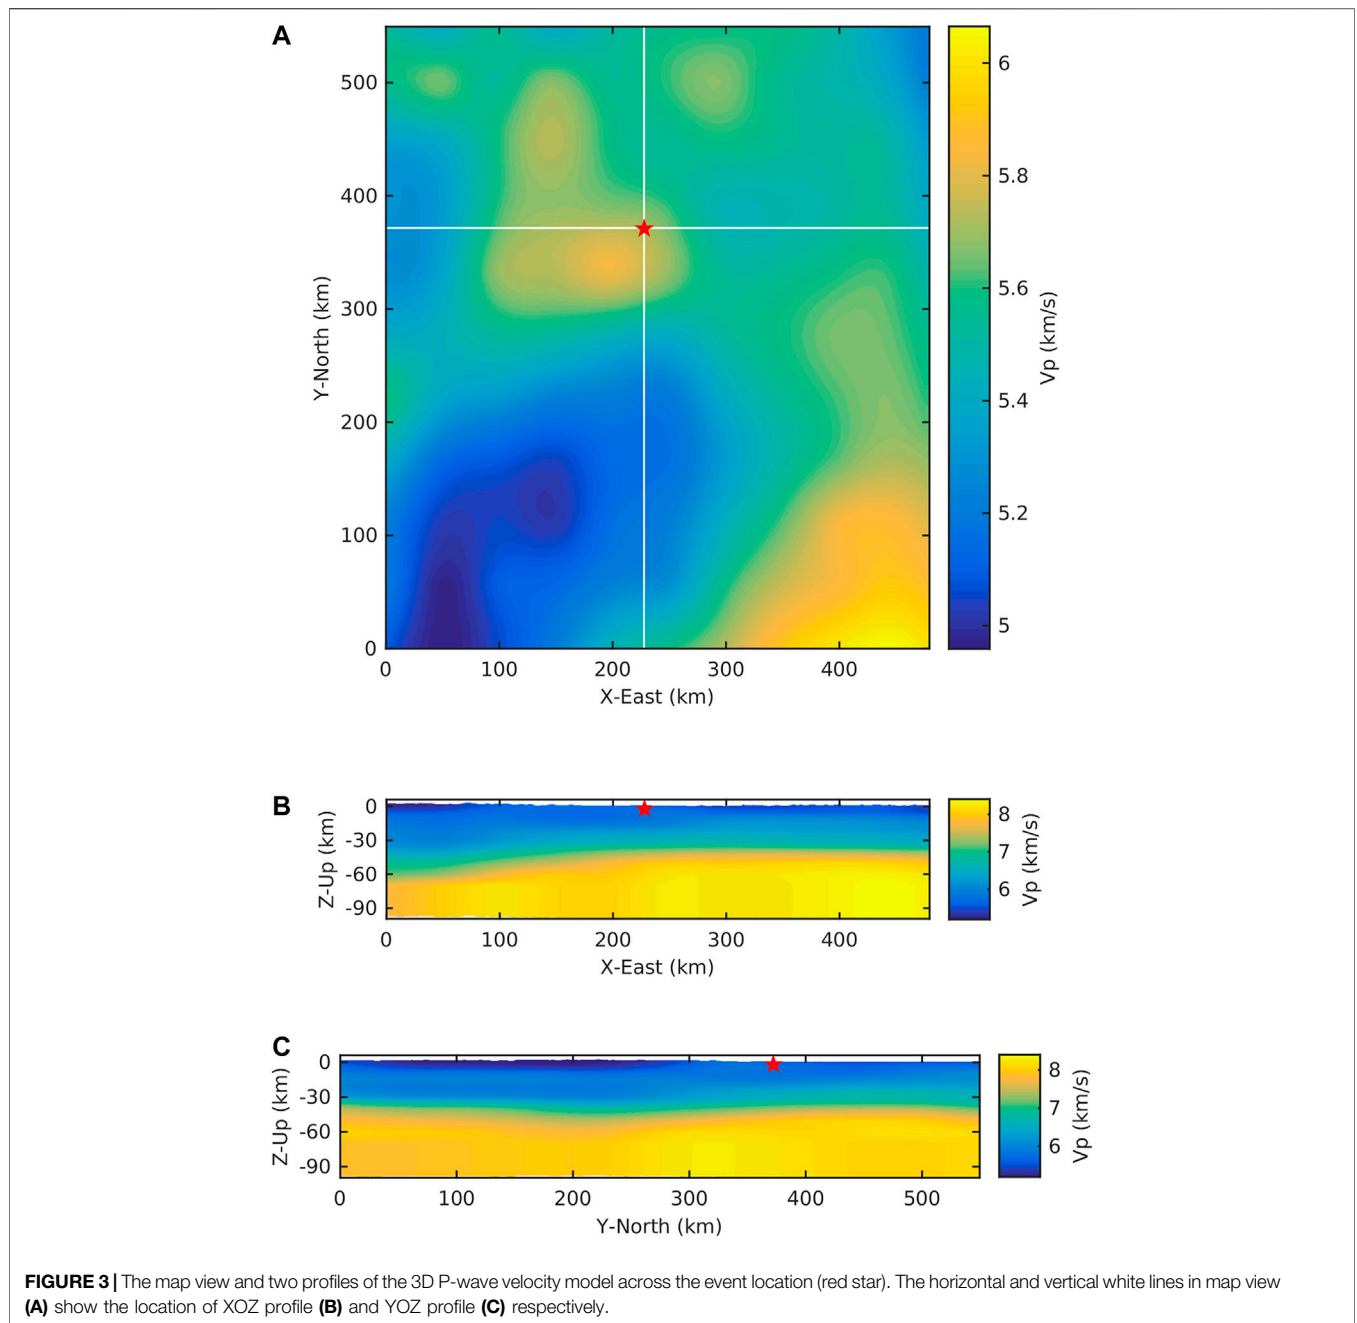 A
500
400
300
200
100
0
Y-North (km)
0 100 200 300 400
X-East (km)
6
5.8
5.6
5.4
5.2
5
Vp (km/s)
B
0
-30
-60
-90
Z-Up (km)
0 100 200 300 400
X-East (km)
8
7
6
Vp (km/s)
C
0
-30
-60
-90
Z-Up (km)
0 100 200 300 400 500
Y-North (km)
8
7
6
Vp (km/s)
FIGURE 3 | The map view and two profiles of the 3D P-wave velocity model across the event location (red star). The horizontal and vertical white lines in map view
(A) show the location of XOZ profile (B) and YOZ profile (C) respectively.